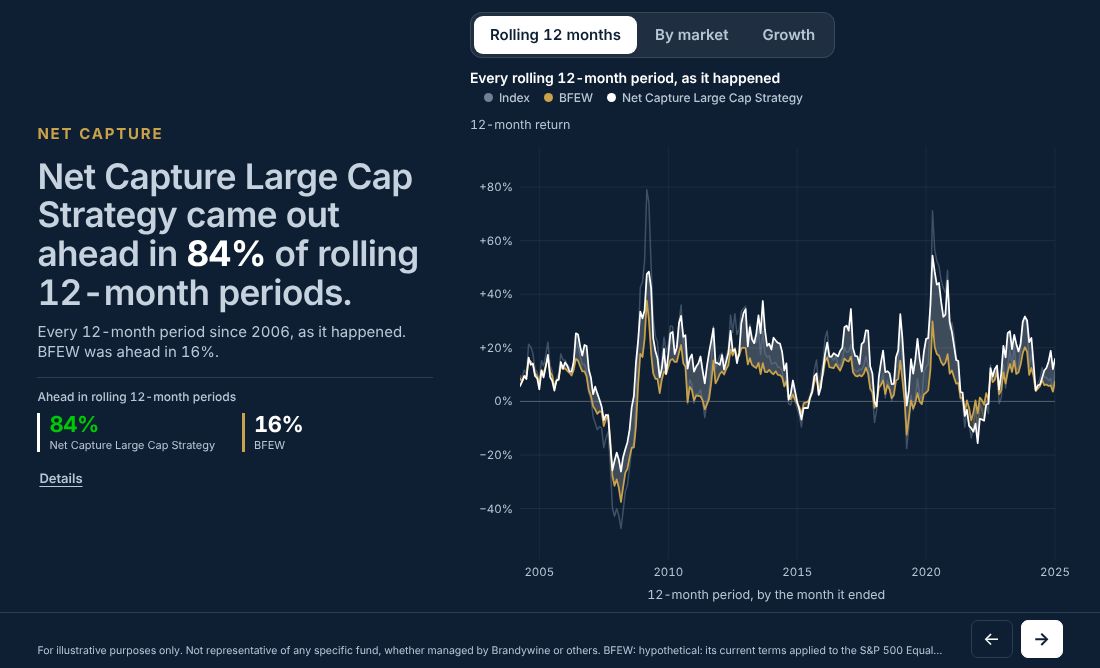 Rolling 12 months
By market
Growth
Every rolling 12-month period, as it happened
Index
BFEW
Net Capture Large Cap Strategy
12-month return
NET CAPTURE
Net Capture Large Cap
Strategy came out
ahead in 84% of rolling
12-month periods.
Every 12-month period since 2006, as it happened.
BFEW was ahead in 16%.
Ahead in rolling 12-month periods
84%
Net Capture Large Cap Strategy
16%
BFEW
Details
+80%
+60%
+40%
+20%
0%
−20%
−40%
2005
2010
2015
2020
2025
12-month period, by the month it ended
For illustrative purposes only. Not representative of any specific fund, whether managed by Brandywine or others. BFEW: hypothetical: its current terms applied to the S&P 500 Equal...